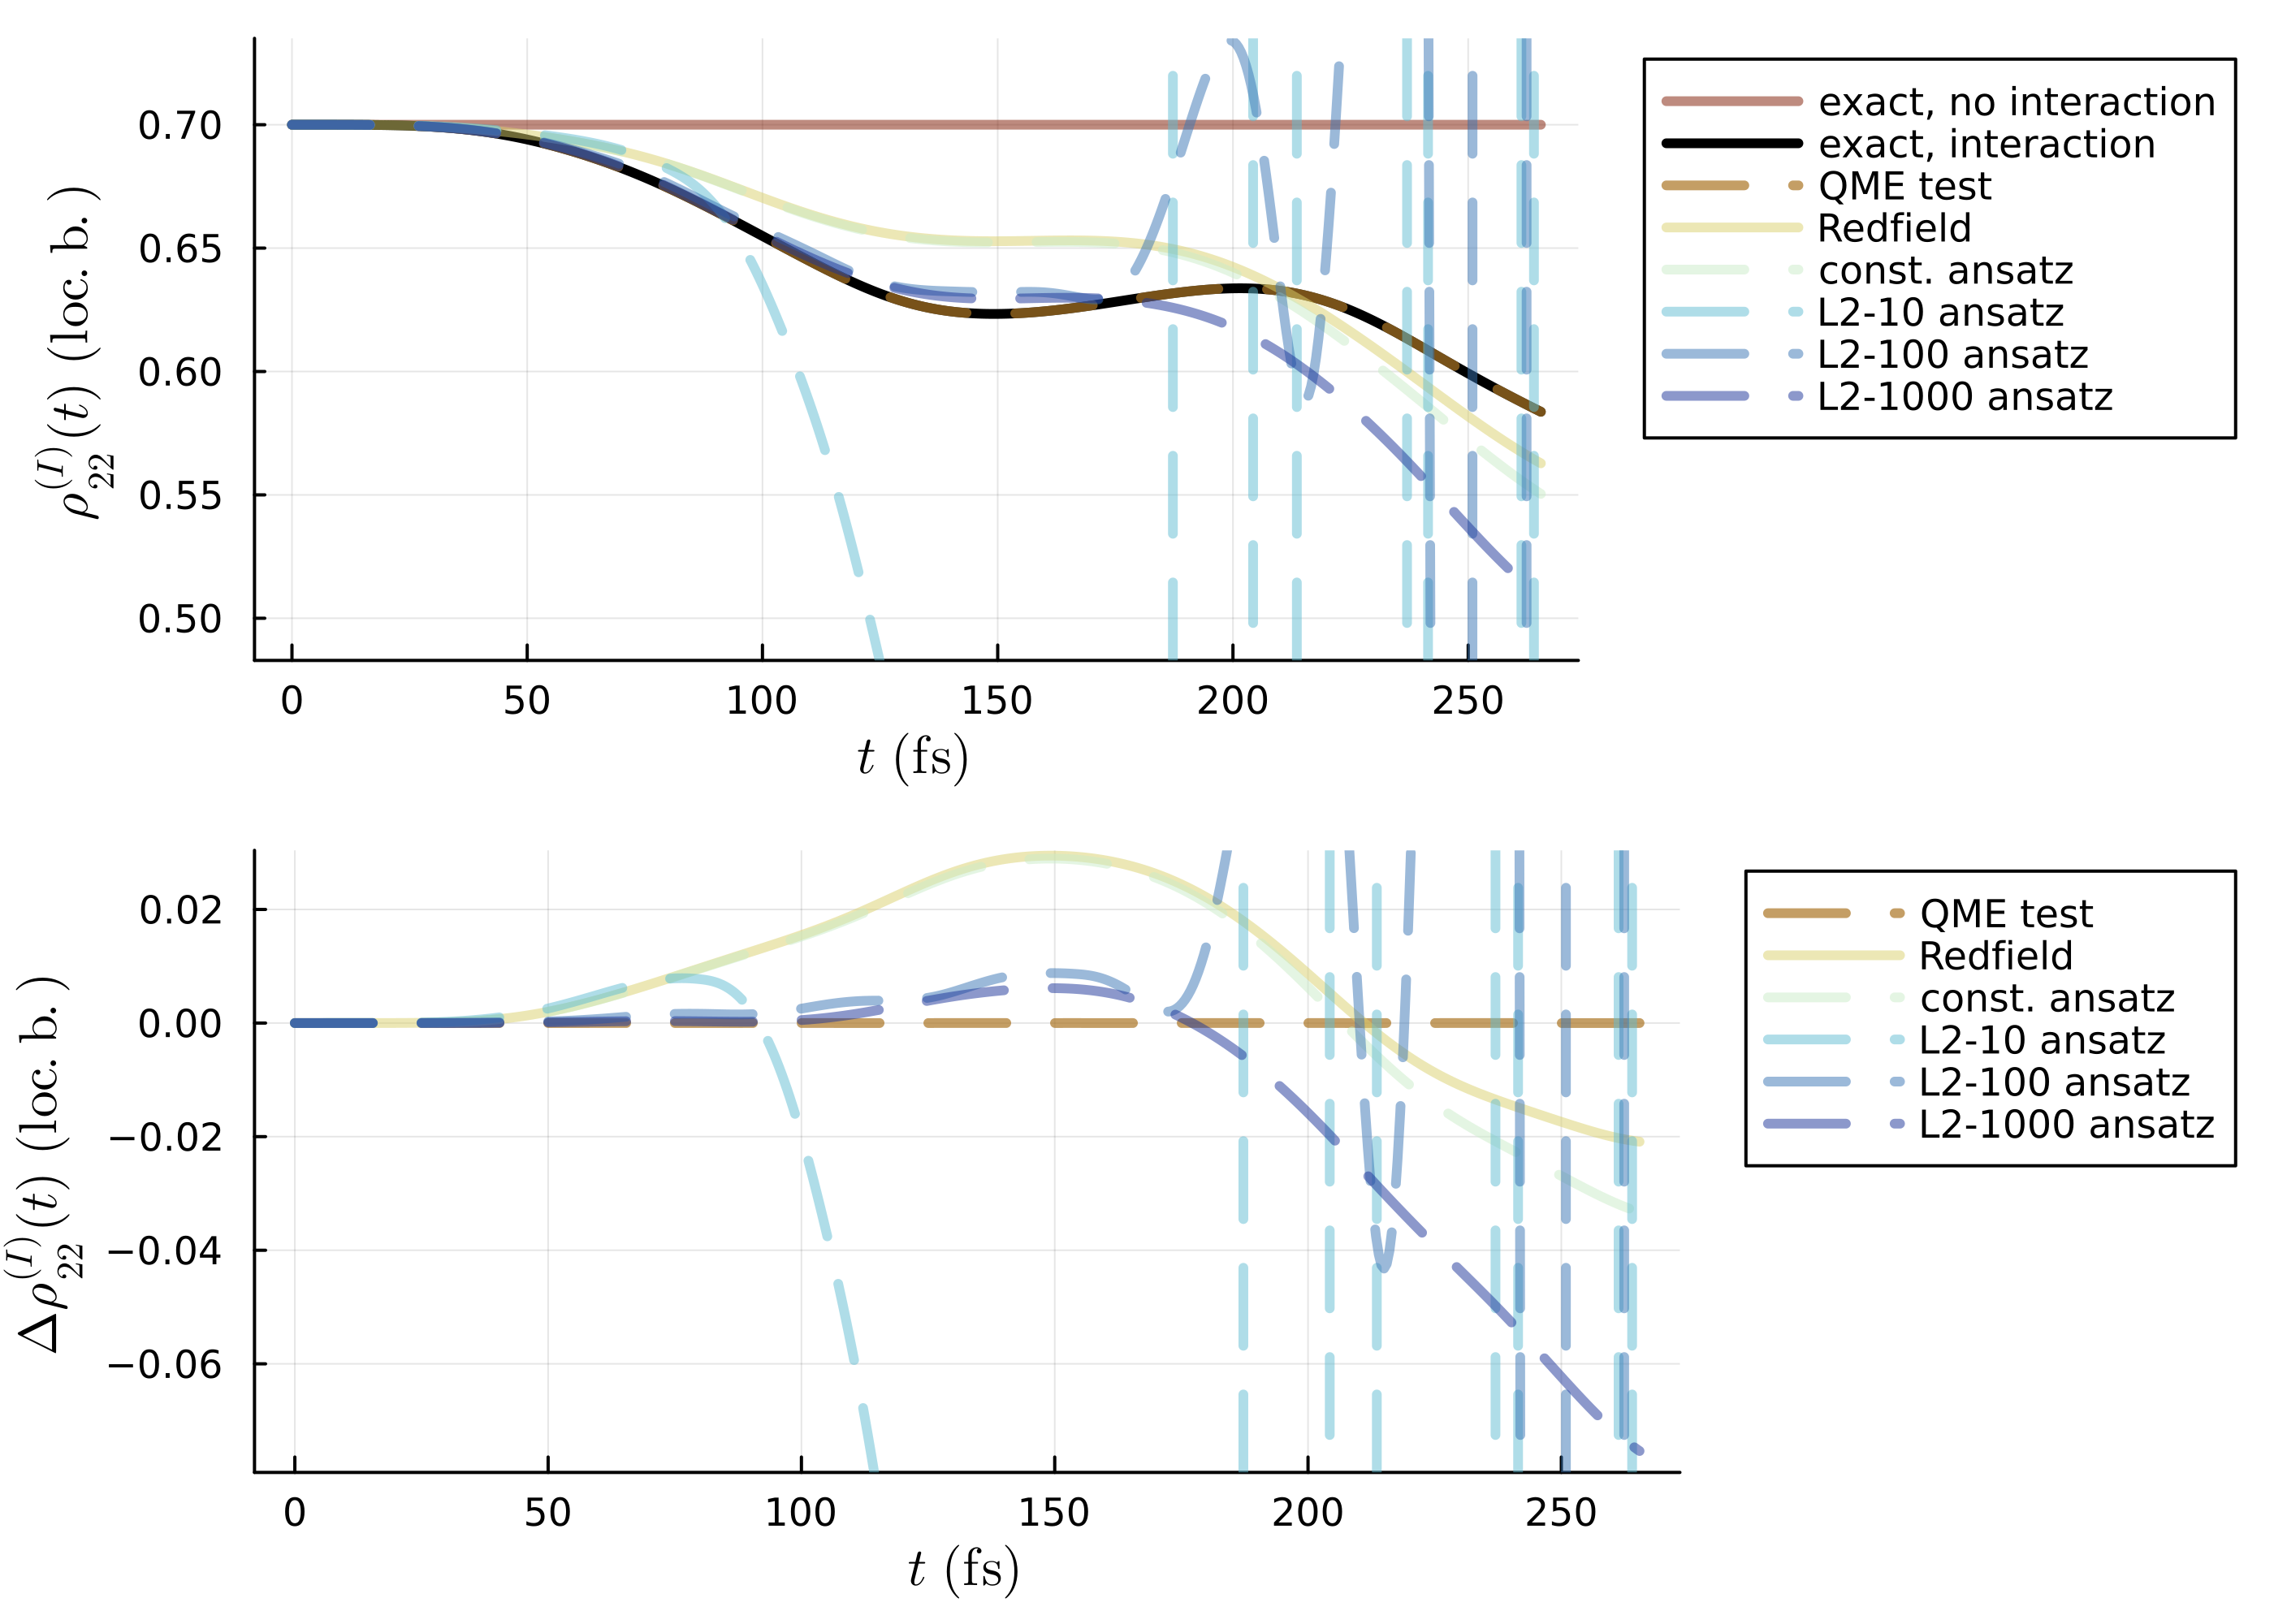 0.70
0.65
0.60
0.55
0.50
ρ₂₂⁽ᴵ⁾(t) (loc. b. )
0 50 100 150 200 250
t (fs)
exact, no interaction
exact, interaction
QME test
Redfield
const. ansatz
L2-10 ansatz
L2-100 ansatz
L2-1000 ansatz
0.02
0.00
−0.02
−0.04
−0.06
Δρ₂₂⁽ᴵ⁾(t) (loc. b. )
0 50 100 150 200 250
t (fs)
QME test
Redfield
const. ansatz
L2-10 ansatz
L2-100 ansatz
L2-1000 ansatz